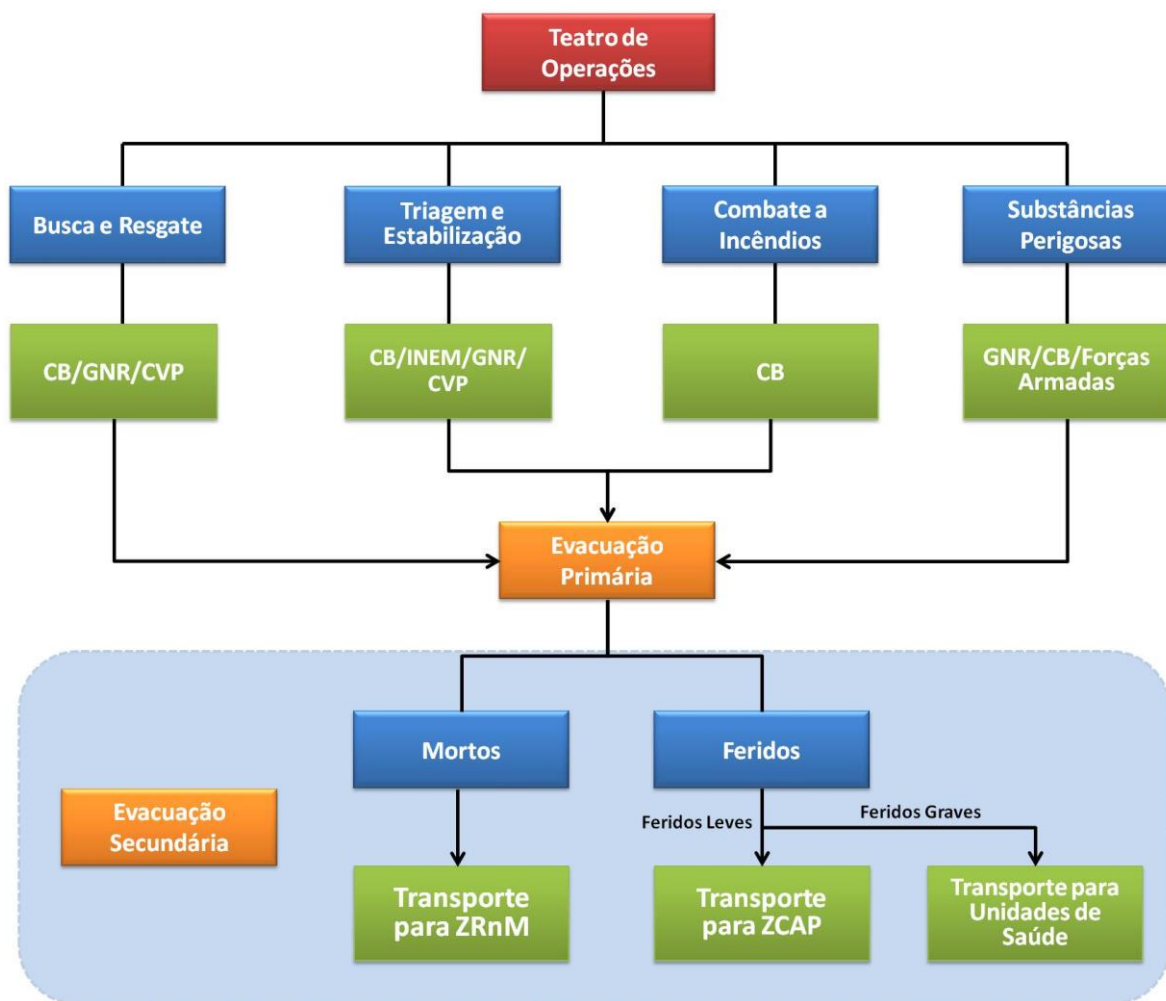 Teatro de
Operações
Busca e Resgate
Triagem e
Estabilização
Combate a
Incêndios
Substâncias
Perigosas
CB/GNR/CVP
CB/INEM/GNR/
CVP
CB
GNR/CB/Forças
Armadas
Evacuação
Primária
Mortos
Feridos
Evacuação
Secundária
Feridos Leves
Feridos Graves
Transporte
para ZRnM
Transporte
para ZCAP
Transporte para
Unidades de
Saúde